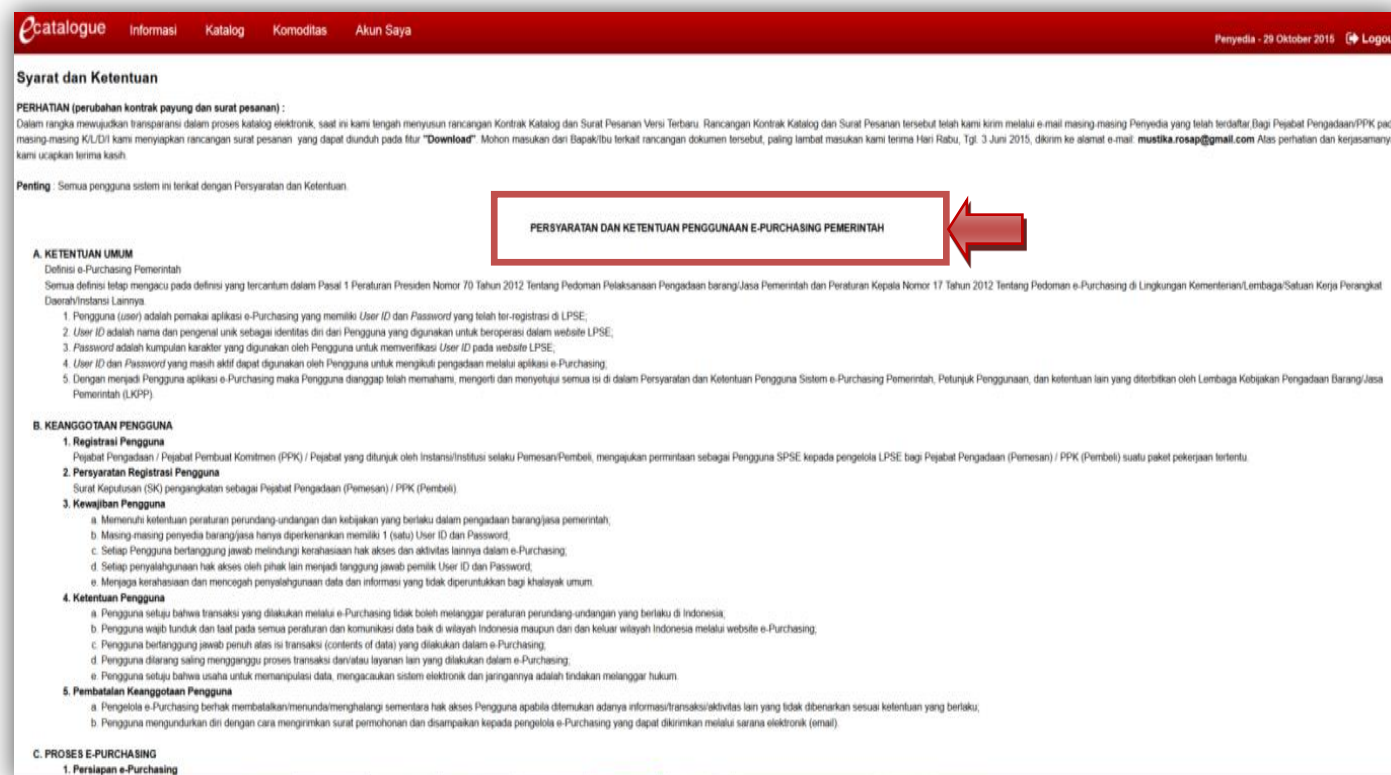 ecatalogue Informasi Katalog Komoditas Akun Saya Penyedia - 29 Oktober 2015 Logou
Syarat dan Ketentuan
PERHATIAN (perubahan kontrak payung dan surat pesanan) :
Dalam rangka mewujudkan transparansi dalam proses katalog elektronik, saat ini kami tengah menyusun rancangan Kontrak Katalog dan Surat Pesanan Versi Terbaru. Rancangan Kontrak Katalog dan Surat Pesanan tersebut telah kami kirim melalui e-mail masing-masing Penyedia yang telah terdaftar,Bagi Pejabat Pengadaan/PPK pad
masing-masing K/L/D/I kami menyiapkan rancangan surat pesanan yang dapat diunduh pada fitur "Download". Mohon masukan dari Bapak/Ibu terkait rancangan dokumen tersebut, paling lambat masukan kami terima Hari Rabu, Tgl. 3 Juni 2015, dikirim ke alamat e-mail: mustika.rosap@gmail.com Atas perhatian dan kerjasamany
kami ucapkan terima kasih.
Penting : Semua pengguna sistem ini terikat dengan Persyaratan dan Ketentuan.
PERSYARATAN DAN KETENTUAN PENGGUNAAN E-PURCHASING PEMERINTAH
A. KETENTUAN UMUM
Definisi e-Purchasing Pemerintah
Semua definisi tetap mengacu pada definisi yang tercantum dalam Pasal 1 Peraturan Presiden Nomor 70 Tahun 2012 Tentang Pedoman Pelaksanaan Pengadaan barang/Jasa Pemerintah dan Peraturan Kepala Nomor 17 Tahun 2012 Tentang Pedoman e-Purchasing di Lingkungan Kementerian/Lembaga/Satuan Kerja Perangkat
Daerah/Instansi Lainnya.
1. Pengguna (user) adalah pemakai aplikasi e-Purchasing yang memiliki User ID dan Password yang telah ter-registrasi di LPSE;
2. User ID adalah nama dan pengenal unik sebagai identitas diri dari Pengguna yang digunakan untuk beroperasi dalam website LPSE;
3. Password adalah kumpulan karakter yang digunakan oleh Pengguna untuk memverifikasi User ID pada website LPSE;
4. User ID dan Password yang masih aktif dapat digunakan oleh Pengguna untuk mengikuti pengadaan melalui aplikasi e-Purchasing;
5. Dengan menjadi Pengguna aplikasi e-Purchasing maka Pengguna dianggap telah memahami, mengerti dan menyetujui semua isi di dalam Persyaratan dan Ketentuan Pengguna Sistem e-Purchasing Pemerintah, Petunjuk Penggunaan, dan ketentuan lain yang diterbitkan oleh Lembaga Kebijakan Pengadaan Barang/Jasa
Pemerintah (LKPP).
B. KEANGGOTAAN PENGGUNA
1. Registrasi Pengguna
Pejabat Pengadaan / Pejabat Pembuat Komitmen (PPK) / Pejabat yang ditunjuk oleh Instansi/Institusi selaku Pemesan/Pembeli, mengajukan permintaan sebagai Pengguna SPSE kepada pengelola LPSE bagi Pejabat Pengadaan (Pemesan) / PPK (Pembeli) suatu paket pekerjaan tertentu.
2. Persyaratan Registrasi Pengguna
Surat Keputusan (SK) pengangkatan sebagai Pejabat Pengadaan (Pemesan) / PPK (Pembeli).
3. Kewajiban Pengguna
a. Memenuhi ketentuan peraturan perundang-undangan dan kebijakan yang berlaku dalam pengadaan barang/jasa pemerintah;
b. Masing-masing penyedia barang/jasa hanya diperkenankan memiliki 1 (satu) User ID dan Password;
c. Setiap Pengguna bertanggung jawab melindungi kerahasiaan hak akses dan aktivitas lainnya dalam e-Purchasing;
d. Setiap penyalahgunaan hak akses oleh pihak lain menjadi tanggung jawab pemilik User ID dan Password;
e. Menjaga kerahasiaan dan mencegah penyalahgunaan data dan informasi yang tidak diperuntukkan bagi khalayak umum.
4. Ketentuan Pengguna
a. Pengguna setuju bahwa transaksi yang dilakukan melalui e-Purchasing tidak boleh melanggar peraturan perundang-undangan yang berlaku di Indonesia;
b. Pengguna wajib tunduk dan taat pada semua peraturan dan komunikasi data baik di wilayah Indonesia maupun dari dan keluar wilayah Indonesia melalui website e-Purchasing;
c. Pengguna bertanggung jawab penuh atas isi transaksi (contents of data) yang dilakukan dalam e-Purchasing;
d. Pengguna dilarang saling mengganggu proses transaksi dan/atau layanan lain yang dilakukan dalam e-Purchasing;
e. Pengguna setuju bahwa usaha untuk memanipulasi data, mengacaukan sistem elektronik dan jaringannya adalah tindakan melanggar hukum.
5. Pembatalan Keanggotaan Pengguna
a. Pengelola e-Purchasing berhak membatalkan/menunda/menghalangi sementara hak akses Pengguna apabila ditemukan adanya informasi/transaksi/aktivitas lain yang tidak dibenarkan sesuai ketentuan yang berlaku;
b. Pengguna mengundurkan diri dengan cara mengirimkan surat permohonan dan disampaikan kepada pengelola e-Purchasing yang dapat dikirimkan melalui sarana elektronik (email).
C. PROSES E-PURCHASING
1. Persiapan e-Purchasing